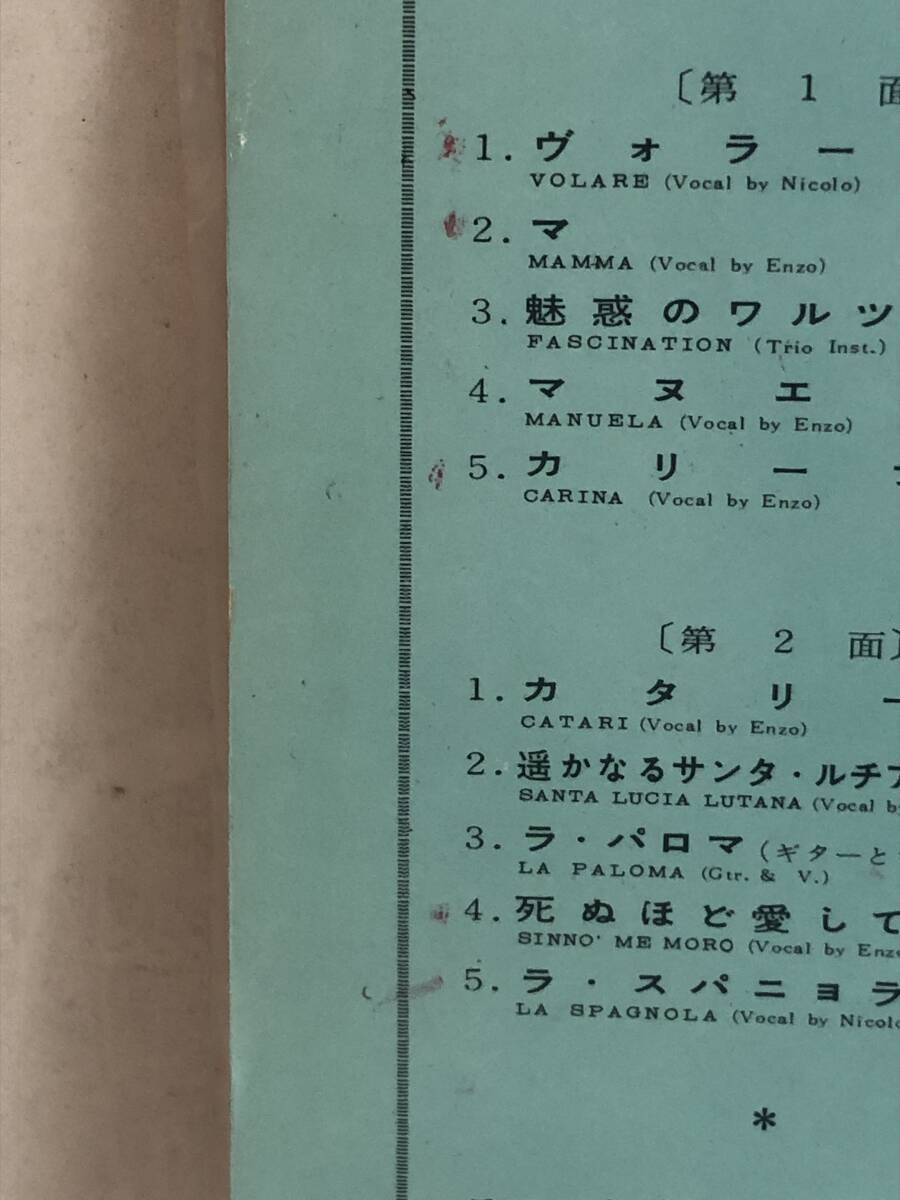 〔第 1 面
1. ヴォラー
VOLARE (Vocal by Nicolo)
2. マ
MAMMA (Vocal by Enzo)
3. 魅惑のワルツ
FASCINATION (Trio Inst.)
4. マヌエ
MANUELA (Vocal by Enzo)
5. カリー
CARINA (Vocal by Enzo)
〔第 2 面〕
1. カタリー
CATARI (Vocal by Enzo)
2. 遥かなるサンタ・ルチア
SANTA LUCIA LUTANA (Vocal by
3. ラ・パロマ (ギターと
LA PALOMA (Gtr. & V.)
4. 死ぬほど愛して
SINNO' ME MORO (Vocal by Enzo
5. ラ・スパニョラ
LA SPAGNOLA (Vocal by Nicolo
*